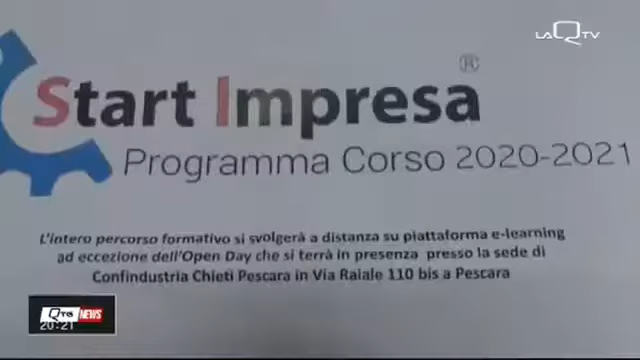 LAQTV
Start Impresa®
Programma Corso 2020-2021
L'intero percorso formativo si svolgerà a distanza su piattaforma e-learning
ad eccezione dell'Open Day che si terrà in presenza presso la sede di
Confindustria Chieti Pescara in Via Raiale 110 bis a Pescara
QTG NEWS
20:21